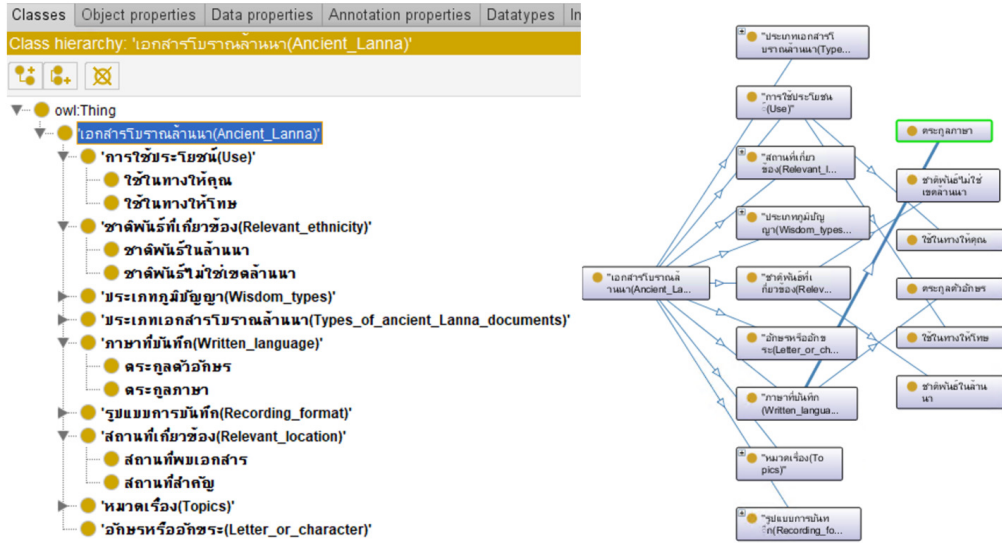 Classes Object properties Data properties Annotation properties Datatypes In
Class hierarchy: 'เอกสารโบราณล้านนา(Ancient_Lanna)'
owl:Thing
'เอกสารโบราณล้านนา(Ancient_Lanna)'
'การใช้ประโยชน์(Use)'
ใช้ในทางให้คุณ
ใช้ในทางให้โทษ
'ชาติพันธ์ที่เกี่ยวข้อง(Relevant_ethnicity)'
ชาติพันธ์ในล้านนา
ชาติพันธ์ไม่ใช่เขตล้านนา
'ประเภทภูมิปัญญา(Wisdom_types)'
'ประเภทเอกสารโบราณล้านนา(Types_of_ancient_Lanna_documents)'
'ภาษาที่บันทึก(Written_language)'
ตระกูลตัวอักษร
ตระกูลภาษา
'รูปแบบการบันทึก(Recording_format)'
'สถานที่เกี่ยวข้อง(Relevant_location)'
สถานที่พบเอกสาร
สถานที่สำคัญ
'หมวดเรื่อง(Topics)'
'อักษรหรืออักขระ(Letter_or_character)'
"เอกสารโบราณล้
านนา(Ancient_La...
"ประเภทเอกสารโ
บราณล้านนา(Type...
"การใช้ประโยชน
์(Use)"
"สถานที่เกี่ยว
ข้อง(Relevant_l...
"ประเภทภูมิปัญ
ญา(Wisdom_types...
"ชาติพันธ์ที่เ
กี่ยวข้อง(Relev...
"อักษรหรืออักข
ระ(Letter_or_ch...
"ภาษาที่บันทึก
(Written_langua...
"หมวดเรื่อง(To
pics)"
"รูปแบบการบันท
ึก(Recording_fo...
ตระกูลภาษา
ชาติพันธ์ไม่ใช่
เขตล้านนา
ใช้ในทางให้คุณ
ตระกูลตัวอักษร
ใช้ในทางให้โทษ
ชาติพันธ์ในล้าน
นา